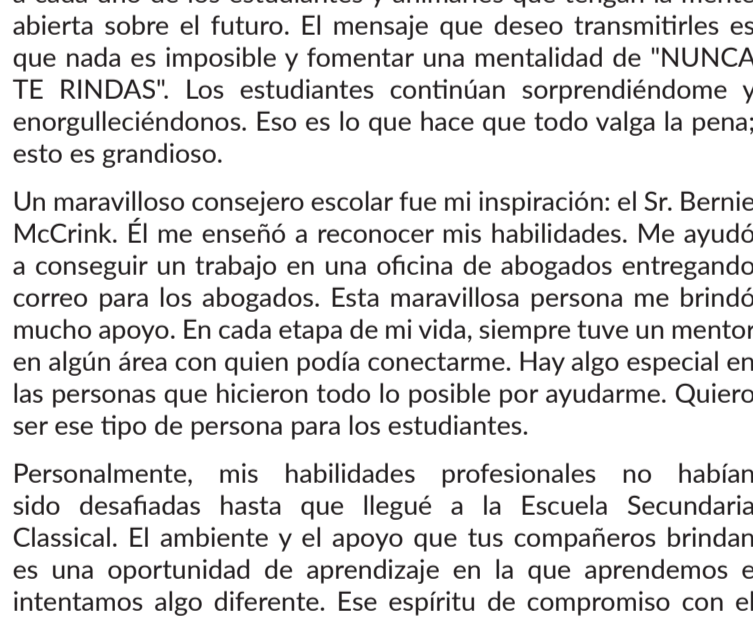 a cada uno de los estudiantes y animarles que tengan la mente
abierta sobre el futuro. El mensaje que deseo transmitirles es
que nada es imposible y fomentar una mentalidad de "NUNCA
TE RINDAS". Los estudiantes continúan sorprendiéndome y
enorgulleciéndonos. Eso es lo que hace que todo valga la pena;
esto es grandioso.
Un maravilloso consejero escolar fue mi inspiración: el Sr. Bernie
McCrink. Él me enseñó a reconocer mis habilidades. Me ayudó
a conseguir un trabajo en una oficina de abogados entregando
correo para los abogados. Esta maravillosa persona me brindó
mucho apoyo. En cada etapa de mi vida, siempre tuve un mentor
en algún área con quien podía conectarme. Hay algo especial en
las personas que hicieron todo lo posible por ayudarme. Quiero
ser ese tipo de persona para los estudiantes.
Personalmente, mis habilidades profesionales no habían
sido desafiadas hasta que llegué a la Escuela Secundaria
Classical. El ambiente y el apoyo que tus compañeros brindan
es una oportunidad de aprendizaje en la que aprendemos e
intentamos algo diferente. Ese espíritu de compromiso con el